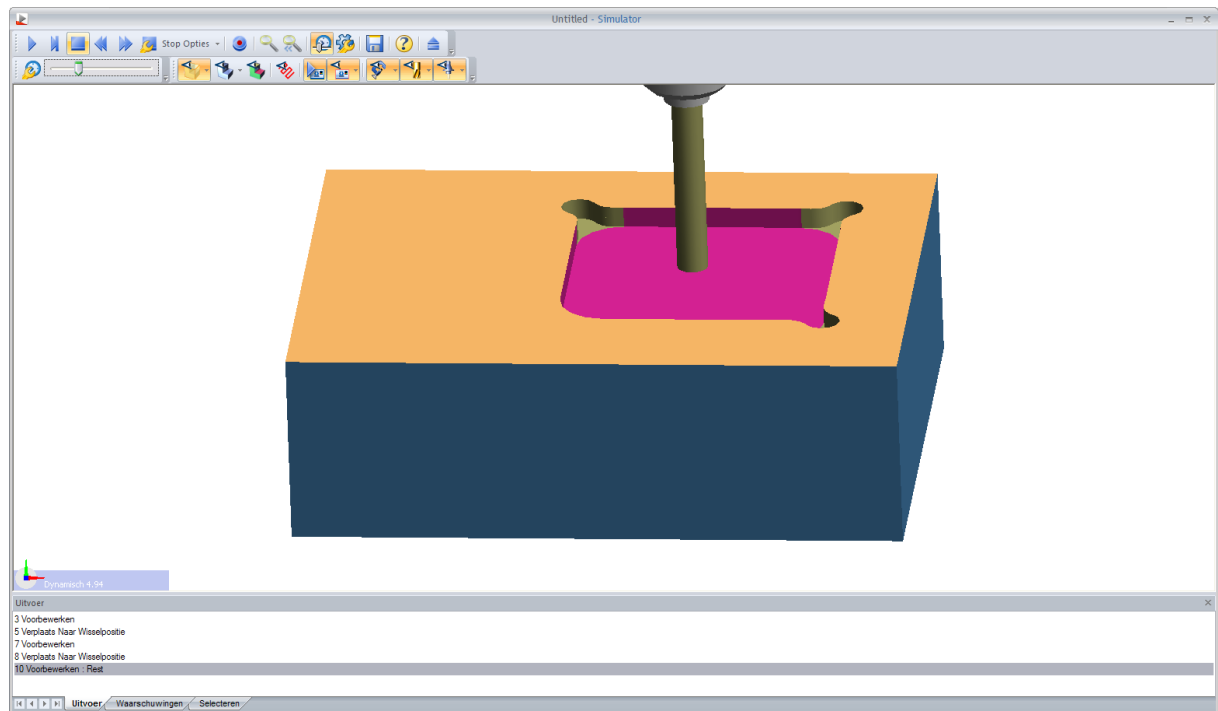 Untitled - Simulator
Stop Opties
Dynamisch 4.94
Uitvoer
3 Voorbewerken
5 Verplaats Naar Wisselpositie
7 Voorbewerken
8 Verplaats Naar Wisselpositie
10 Voorbewerken : Rest
Uitvoer Waarschuwingen Selecteren